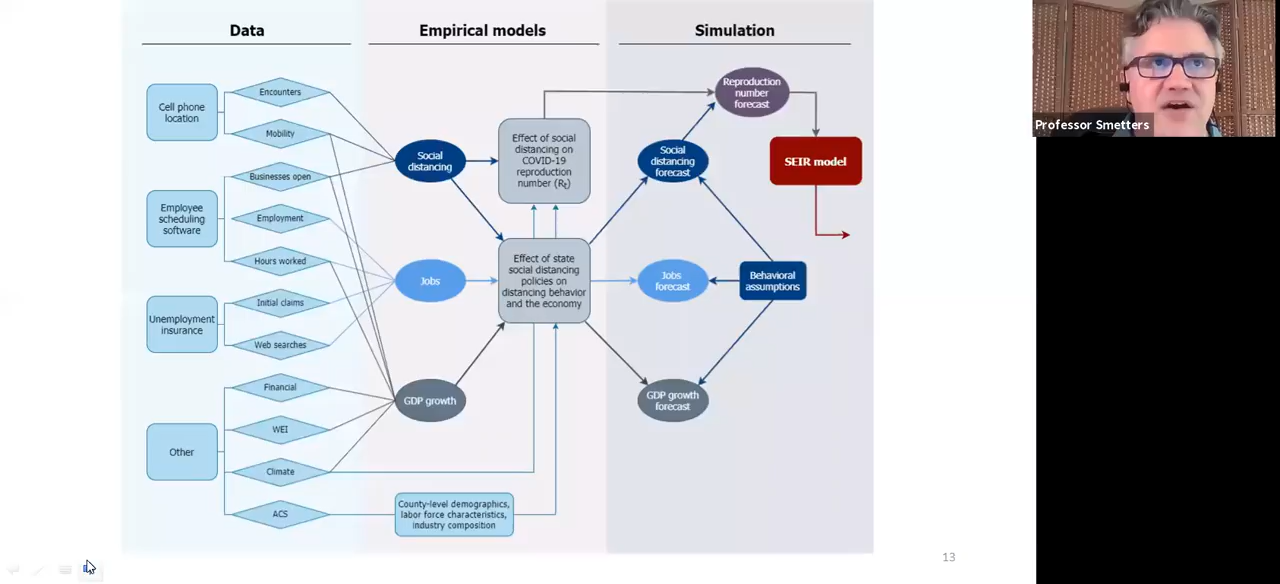 Data
Empirical models
Simulation
Cell phone
location
Encounters
Mobility
Employee
scheduling
software
Businesses open
Employment
Hours worked
Unemployment
insurance
Initial claims
Web searches
Other
Financial
WEI
Climate
ACS
Social
distancing
Jobs
GDP growth
County-level demographics,
labor force characteristics,
industry composition
Effect of social
distancing on
COVID-19
reproduction
number (Rt)
Effect of state
social distancing
policies on
distancing behavior
and the economy
Reproduction
number
forecast
Social
distancing
forecast
Jobs
forecast
GDP growth
forecast
SEIR model
Behavioral
assumptions
13
Professor Smetters